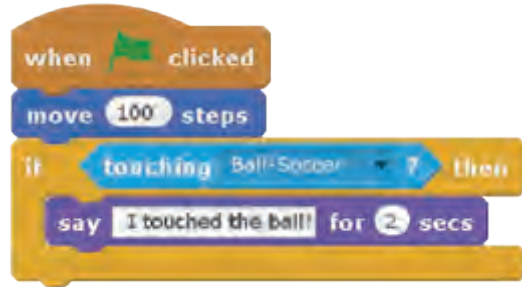 when clicked
move 100 steps
if touching Ball-Soccer ? then
say I touched the ball! for 2 secs